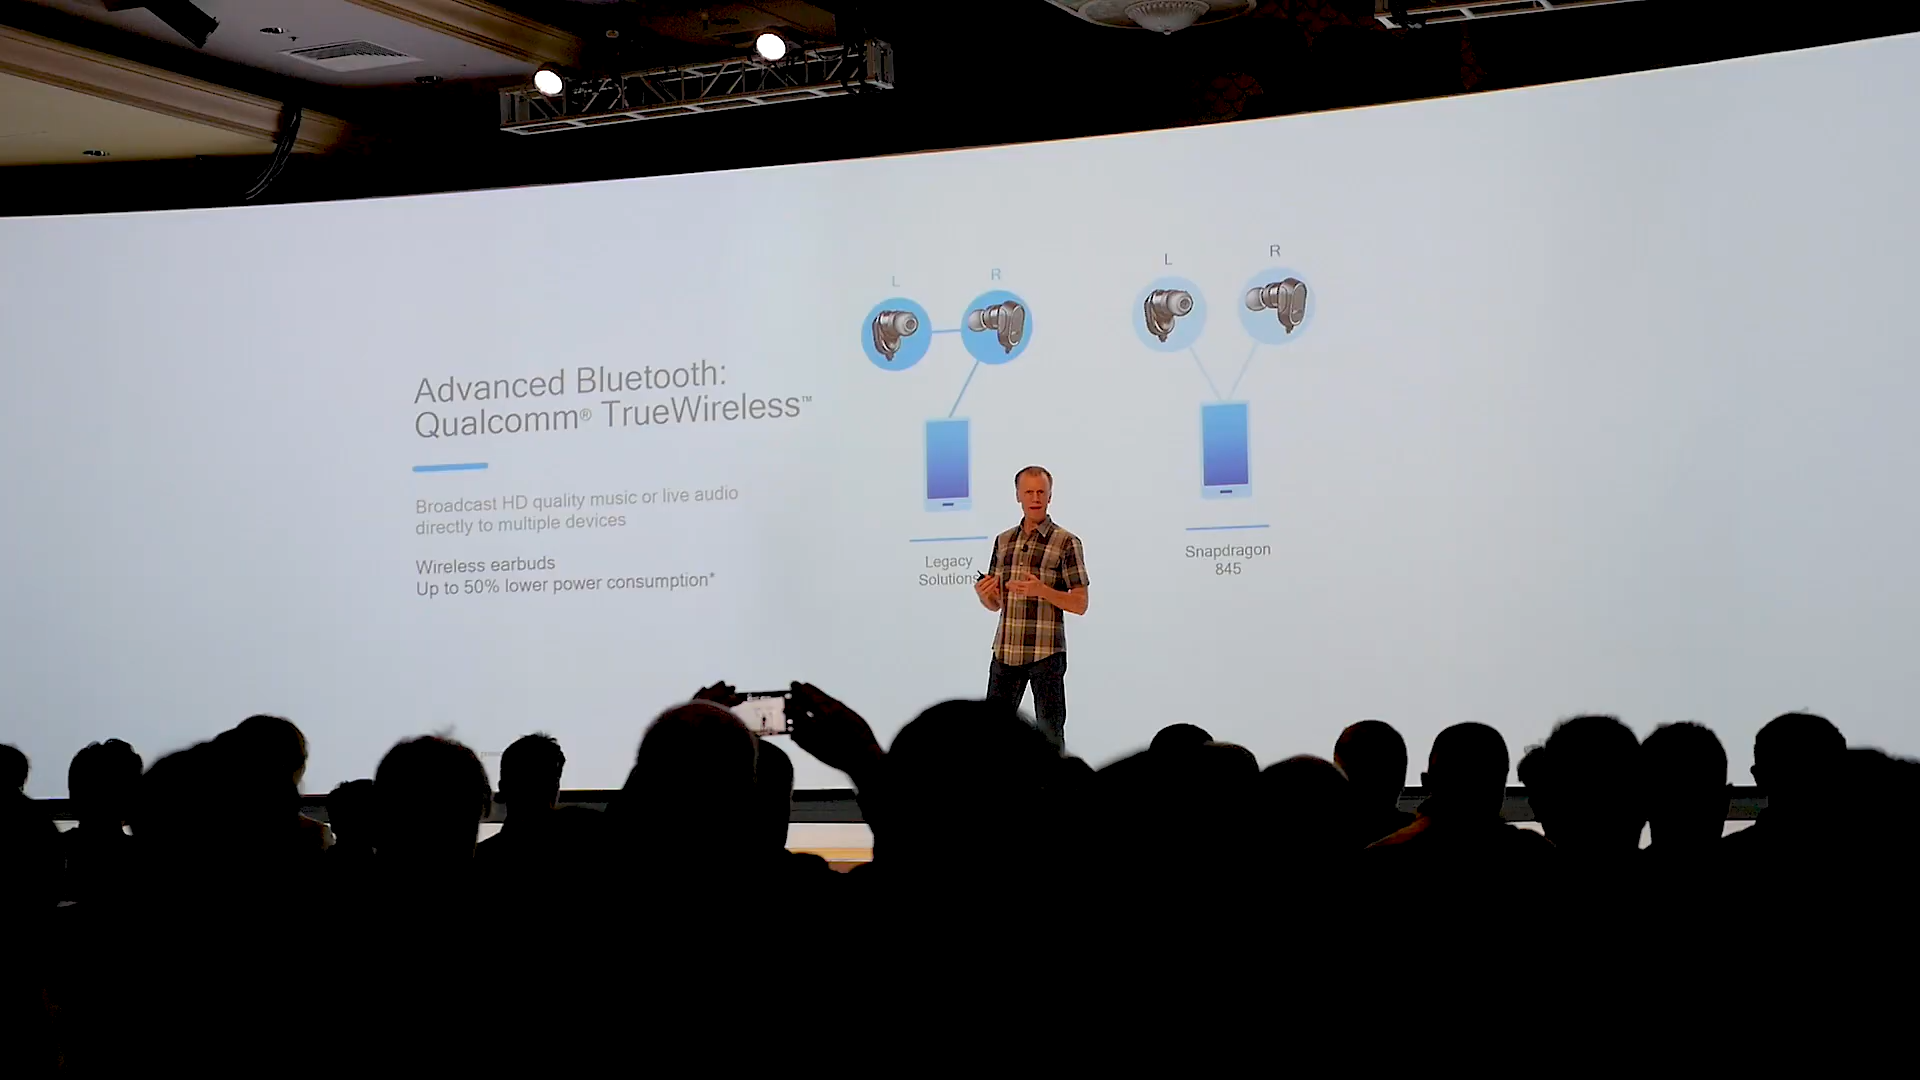 Advanced Bluetooth:
Qualcomm® TrueWireless™
Broadcast HD quality music or live audio
directly to multiple devices
Wireless earbuds
Up to 50% lower power consumption*
L
R
Legacy
Solutions
L
R
Snapdragon
845